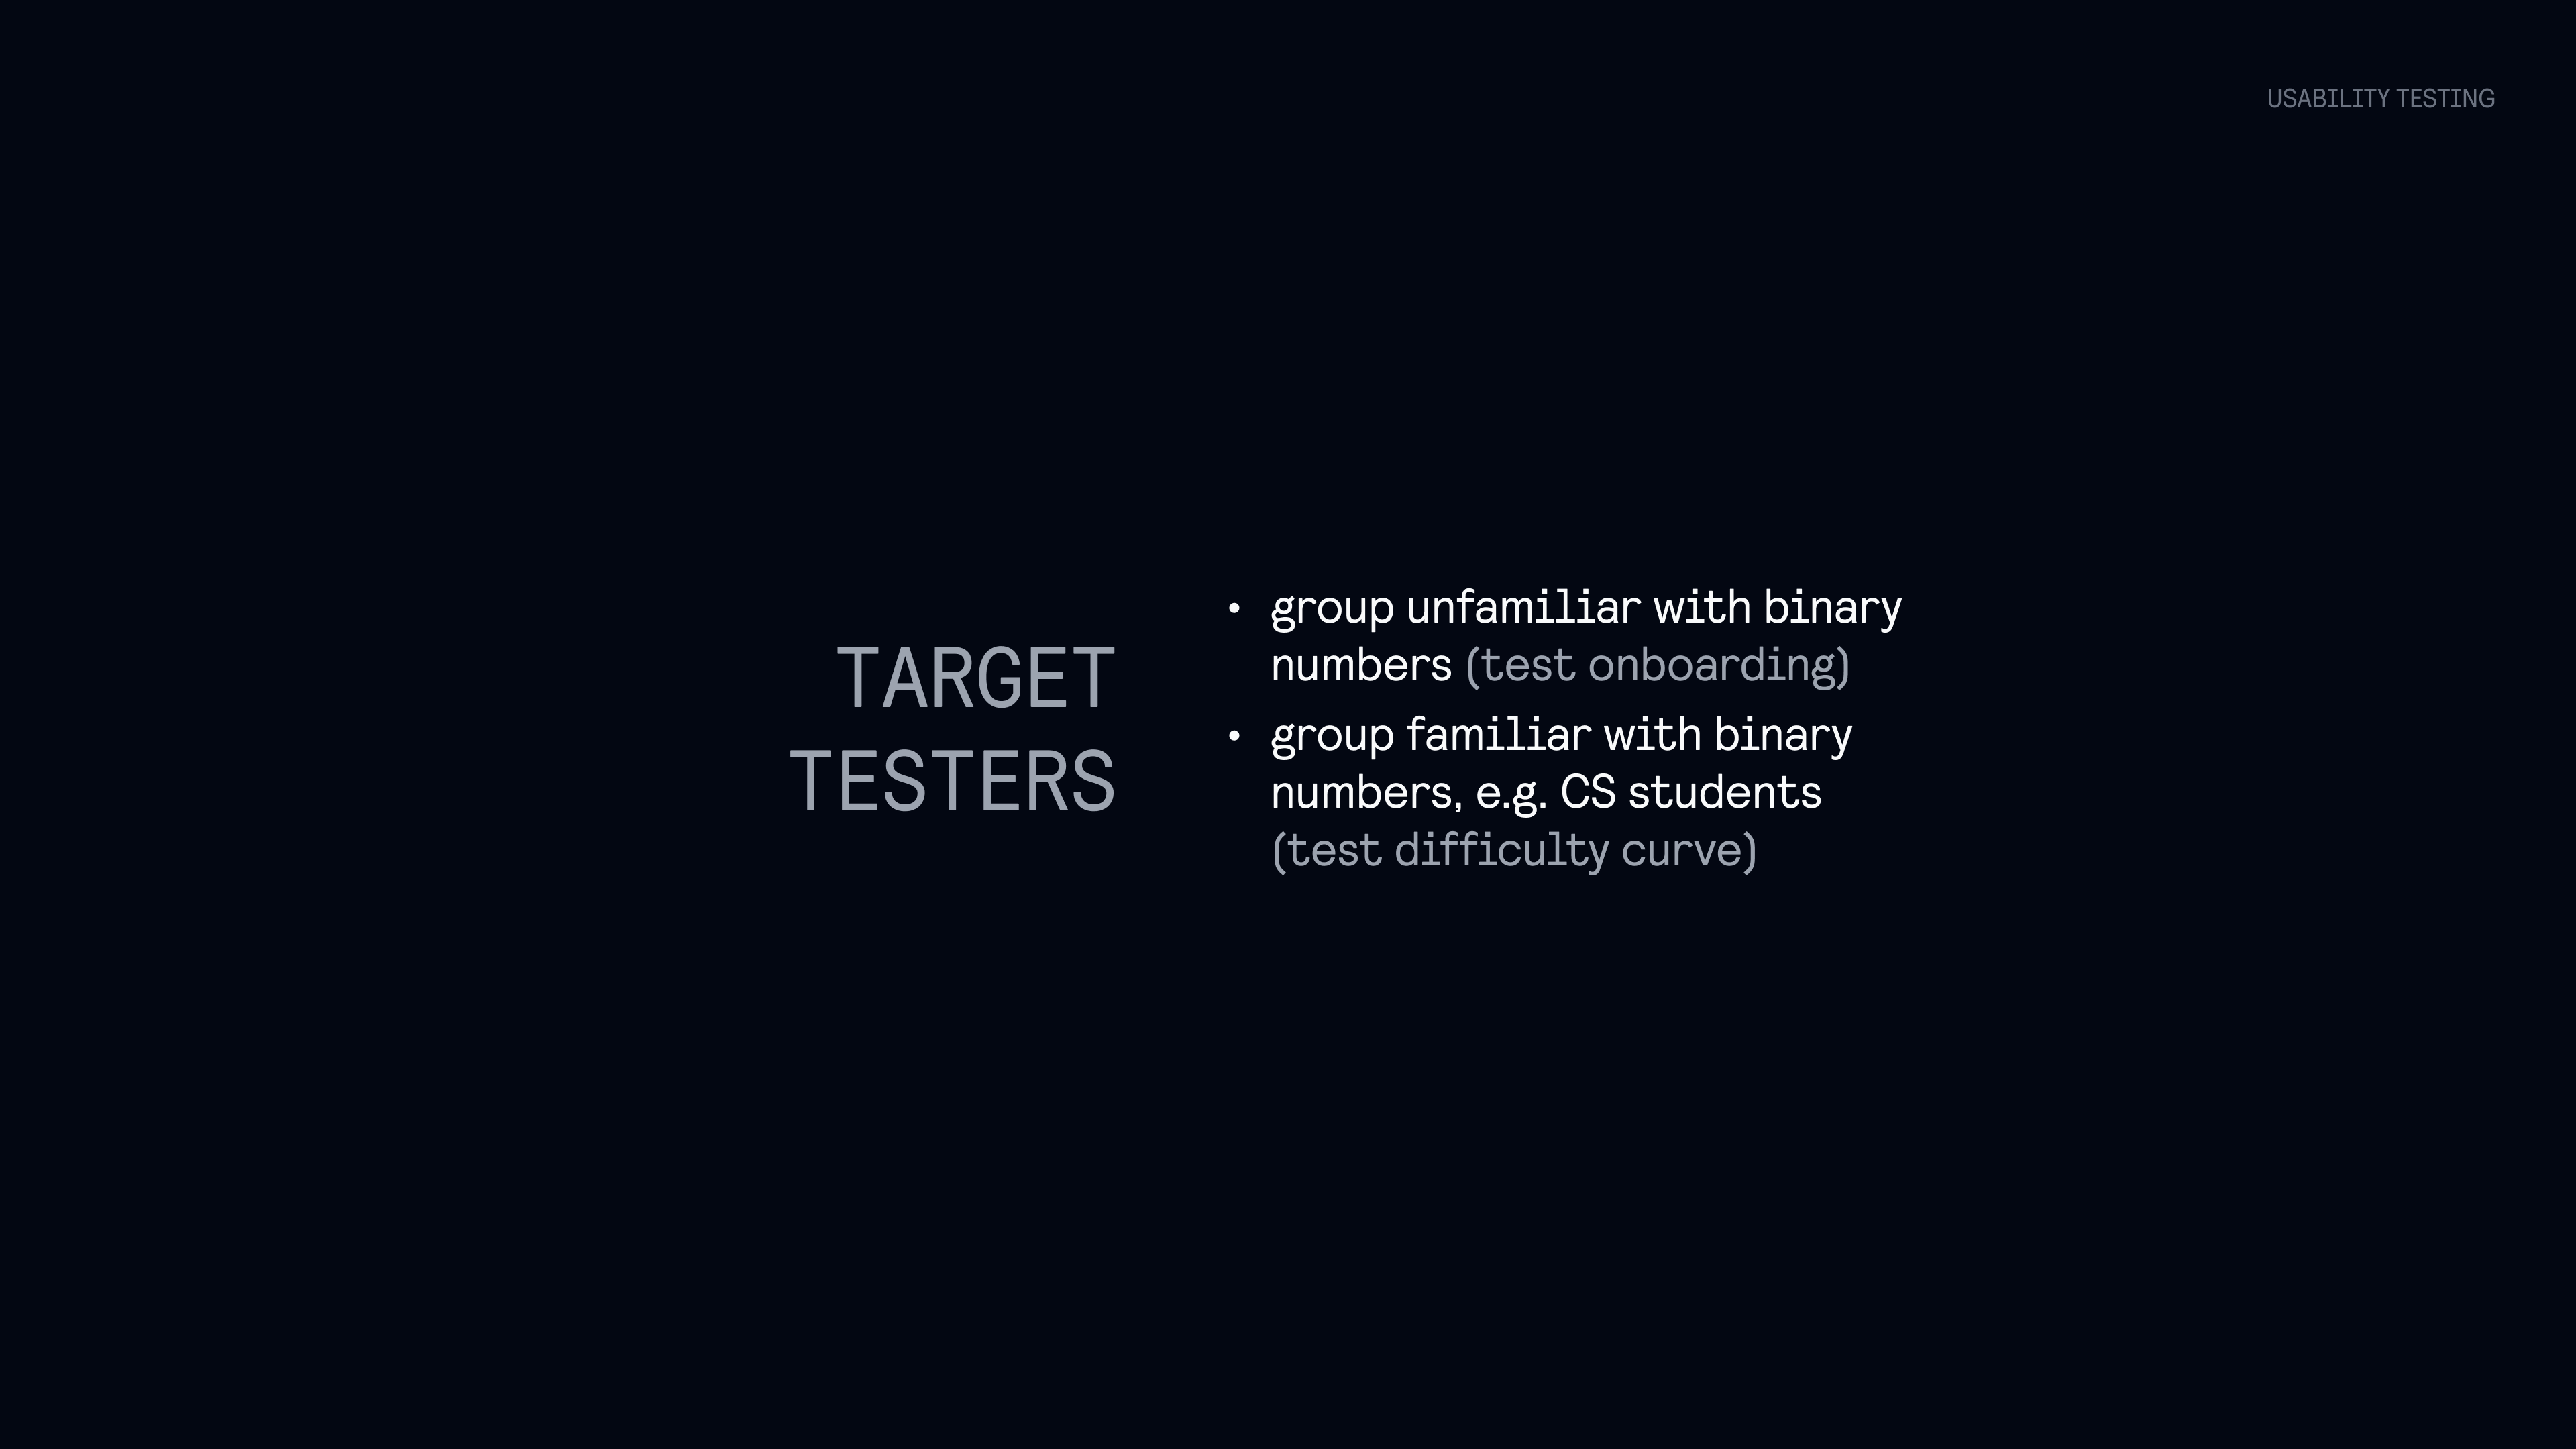 USABILITY TESTING
TARGET
TESTERS
• group unfamiliar with binary
numbers (test onboarding)
• group familiar with binary
numbers, e.g. CS students
(test difficulty curve)